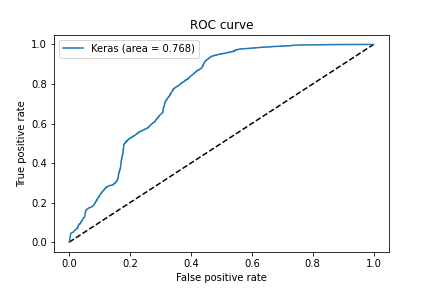 ROC curve
Keras (area = 0.768)
True positive rate
1.0
0.8
0.6
0.4
0.2
0.0
0.0 0.2 0.4 0.6 0.8 1.0
False positive rate